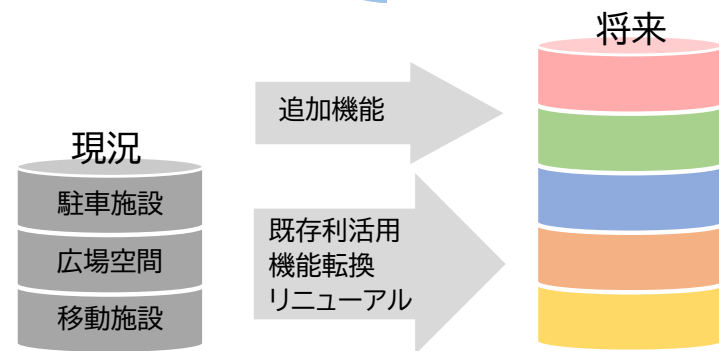 現況
駐車施設
広場空間
移動施設
追加機能
既存利活用
機能転換
リニューアル
将来